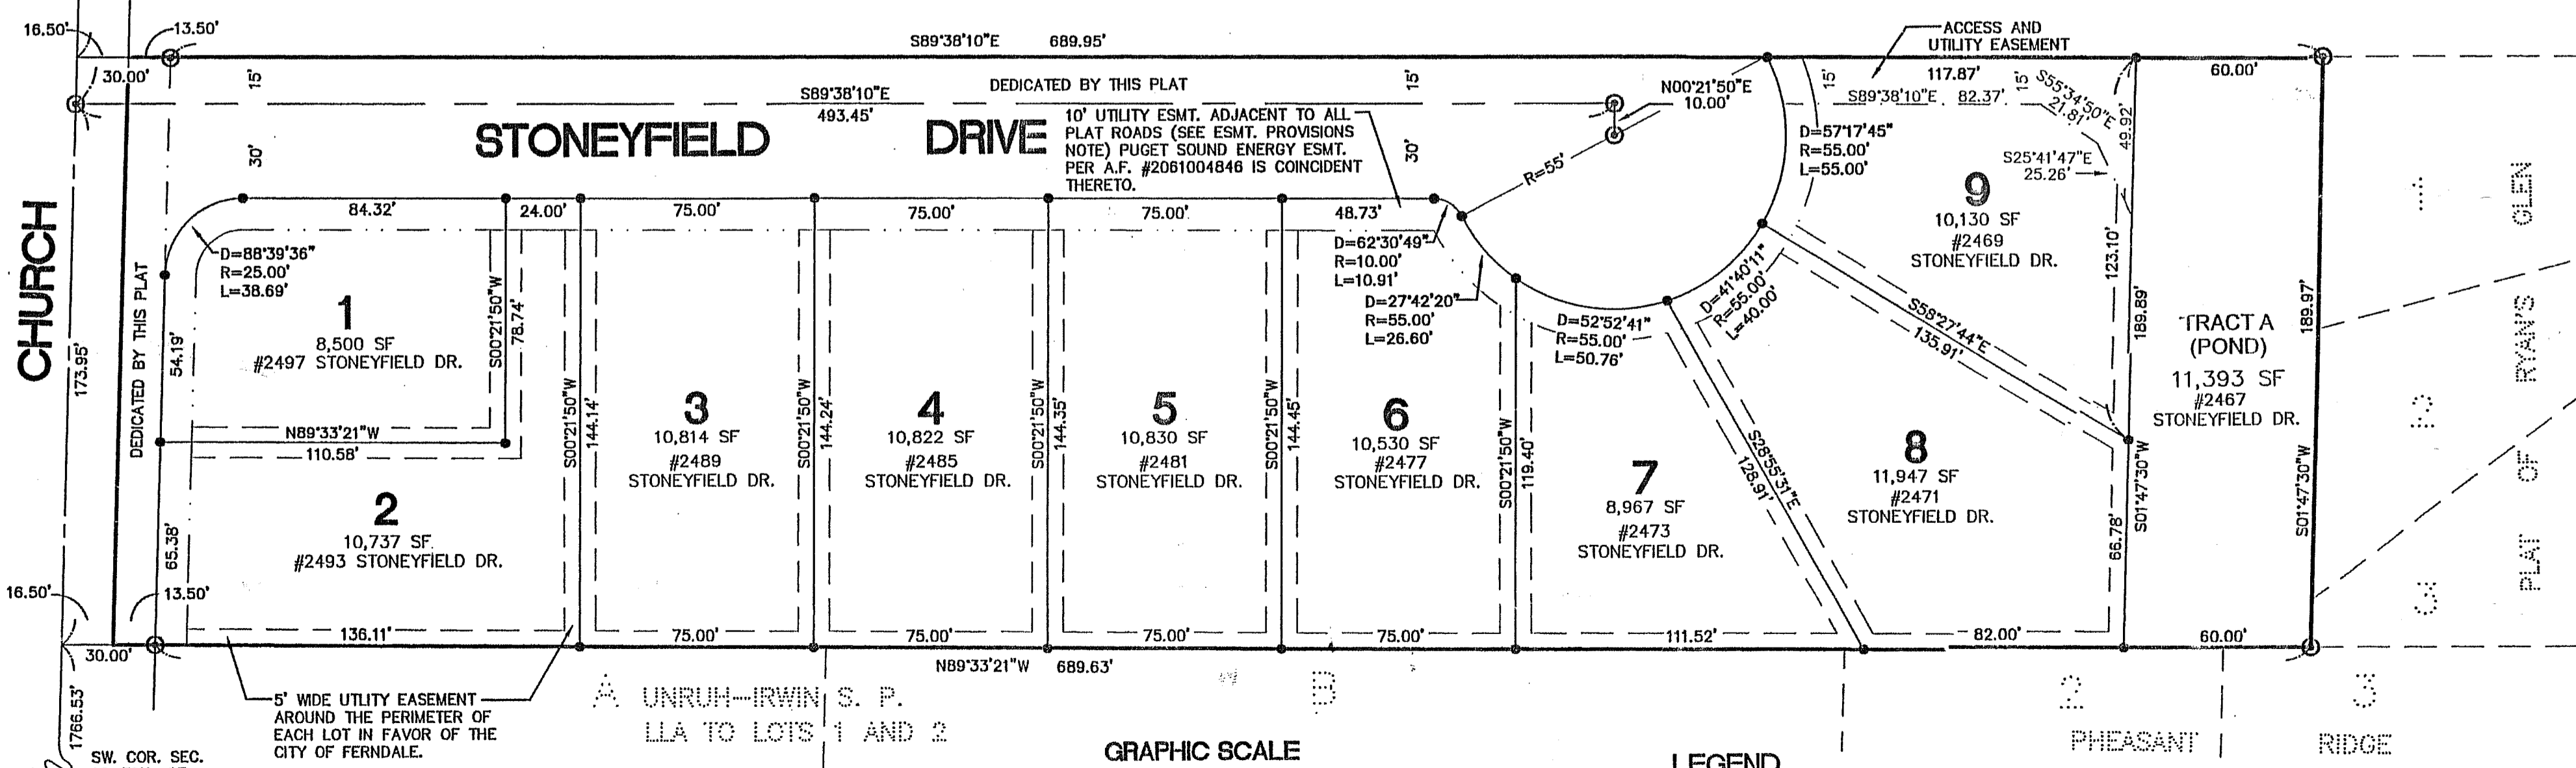 16.50'
13.50'
30.00'
S89°38'10"E 689.95'
15'
DEDICATED BY THIS PLAT
S89°38'10"E
493.45'
15'
30'
STONEYFIELD DRIVE
10' UTILITY ESMT. ADJACENT TO ALL
PLAT ROADS (SEE ESMT. PROVISIONS
NOTE) PUGET SOUND ENERGY ESMT.
PER A.F. #2061004846 IS COINCIDENT
THERETO.
30'
N00°21'50"E
10.00'
R=55'
ACCESS AND
UTILITY EASEMENT
117.87'
60.00'
15'
15'
S89°38'10"E 82.37'
S55°34'50"E
21.81'
49.92'
S25°41'47"E
25.26'
D=57°17'45"
R=55.00'
L=55.00'
CHURCH
173.95'
DEDICATED BY THIS PLAT
84.32'
24.00'
75.00'
75.00'
75.00'
48.73'
D=88°39'36"
R=25.00'
L=38.69'
54.19'
1
8,500 SF
#2497 STONEYFIELD DR.
S00°21'50"W
78.74'
N89°33'21"W
110.58'
2
10,737 SF
#2493 STONEYFIELD DR.
65.38'
136.11'
S00°21'50"W
144.14'
3
10,814 SF
#2489
STONEYFIELD DR.
75.00'
S00°21'50"W
144.24'
4
10,822 SF
#2485
STONEYFIELD DR.
75.00'
S00°21'50"W
144.35'
5
10,830 SF
#2481
STONEYFIELD DR.
75.00'
S00°21'50"W
144.45'
D=62°30'49"
R=10.00'
L=10.91'
D=27°42'20"
R=55.00'
L=26.60'
6
10,530 SF
#2477
STONEYFIELD DR.
75.00'
S00°21'50"W
119.40'
D=52°52'41"
R=55.00'
L=50.76'
7
8,967 SF
#2473
STONEYFIELD DR.
111.52'
S28°55'31"E
128.91'
D=41°40'11"
R=55.00'
L=40.00'
8
11,947 SF
#2471
STONEYFIELD DR.
82.00'
66.78'
S58°27'44"E
135.91'
9
10,130 SF
#2469
STONEYFIELD DR.
123.10'
189.89'
S01°47'30"W
TRACT A
(POND)
11,393 SF
#2467
STONEYFIELD DR.
60.00'
189.97'
S01°47'30"W
1
2
3
PLAT OF RYAN'S GLEN
16.50'
13.50'
30.00'
1766.53'
N89°33'21"W 689.63'
5' WIDE UTLITY EASEMENT
AROUND THE PERIMETER OF
EACH LOT IN FAVOR OF THE
CITY OF FERNDALE.
SW. COR. SEC.
A UNRUH-IRWIN S. P.
LLA TO LOTS 1 AND 2
B
2
PHEASANT
3
RIDGE
GRAPHIC SCALE
LEGEND